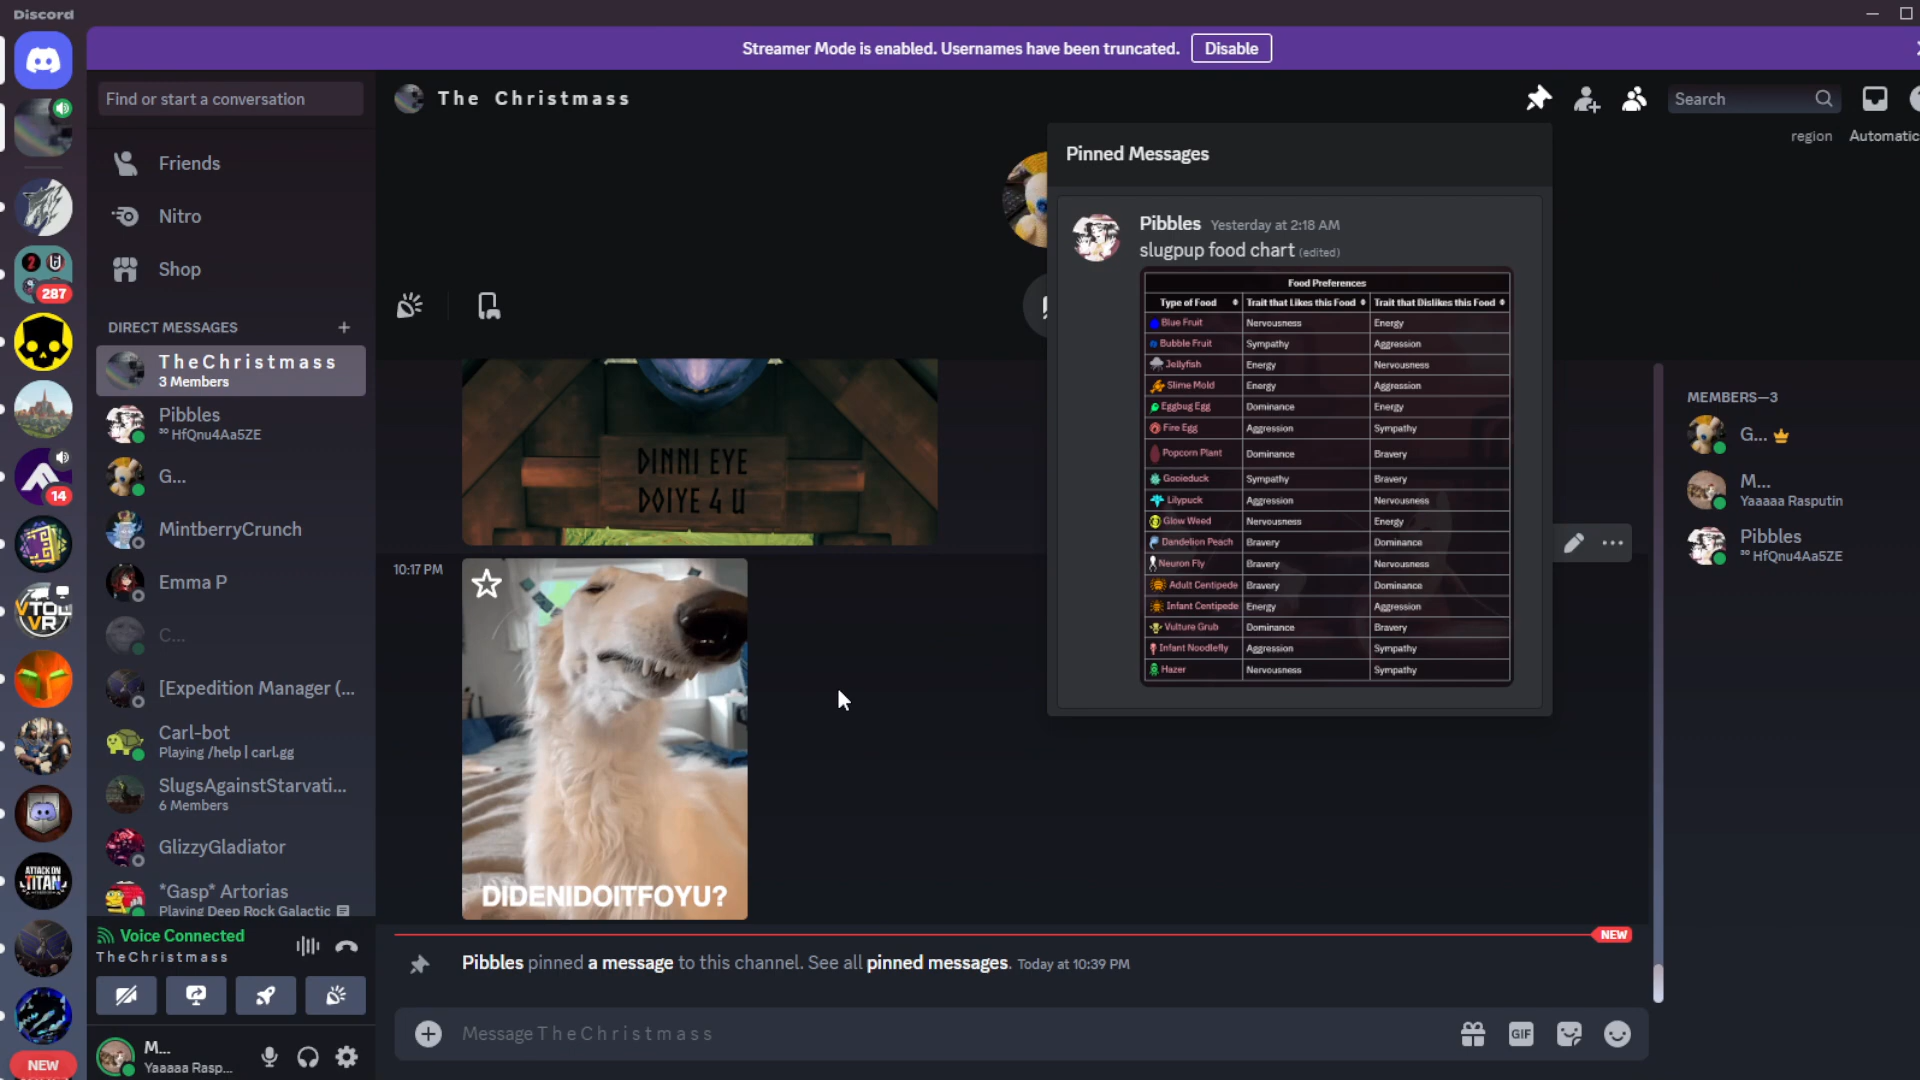 Discord
Streamer Mode is enabled. Usernames have been truncated.
Disable
Find or start a conversation
The Christmass
Search
region Automatic
Friends
Nitro
Shop
287
14
ATTACK ON
TITAN
VTOL
VR
NEW
DIRECT MESSAGES
TheChristmass
3 Members
Pibbles
³⁰ HfQnu4Aa5ZE
G...
MintberryCrunch
Emma P
C...
[Expedition Manager (...
Carl-bot
Playing /help | carl.gg
SlugsAgainstStarvati...
6 Members
GlizzyGladiator
*Gasp* Artorias
Playing Deep Rock Galactic
Voice Connected
TheChristmass
M...
Yaaaaa Rasp...
DINNI EYE
DOIYE 4 U
10:17 PM
DIDENIDOITFOYU?
NEW
Pibbles pinned a message to this channel. See all pinned messages. Today at 10:39 PM
Message TheChristmass
GIF
Pinned Messages
Pibbles Yesterday at 2:18 AM
slugpup food chart (edited)
Food Preferences
Type of Food Trait that Likes this Food Trait that Dislikes this Food
Blue Fruit Nervousness Energy
Bubble Fruit Sympathy Aggression
Jellyfish Energy Nervousness
Slime Mold Energy Aggression
Eggbug Egg Dominance Energy
Fire Egg Aggression Sympathy
Popcorn Plant Dominance Bravery
Gooieduck Sympathy Bravery
Lilypuck Aggression Nervousness
Glow Weed Nervousness Energy
Dandelion Peach Bravery Dominance
Neuron Fly Bravery Nervousness
Adult Centipede Bravery Dominance
Infant Centipede Energy Aggression
Vulture Grub Dominance Bravery
Infant Noodlefly Aggression Sympathy
Hazer Nervousness Sympathy
MEMBERS—3
G...
M...
Yaaaaa Rasputin
Pibbles
³⁰ HfQnu4Aa5ZE